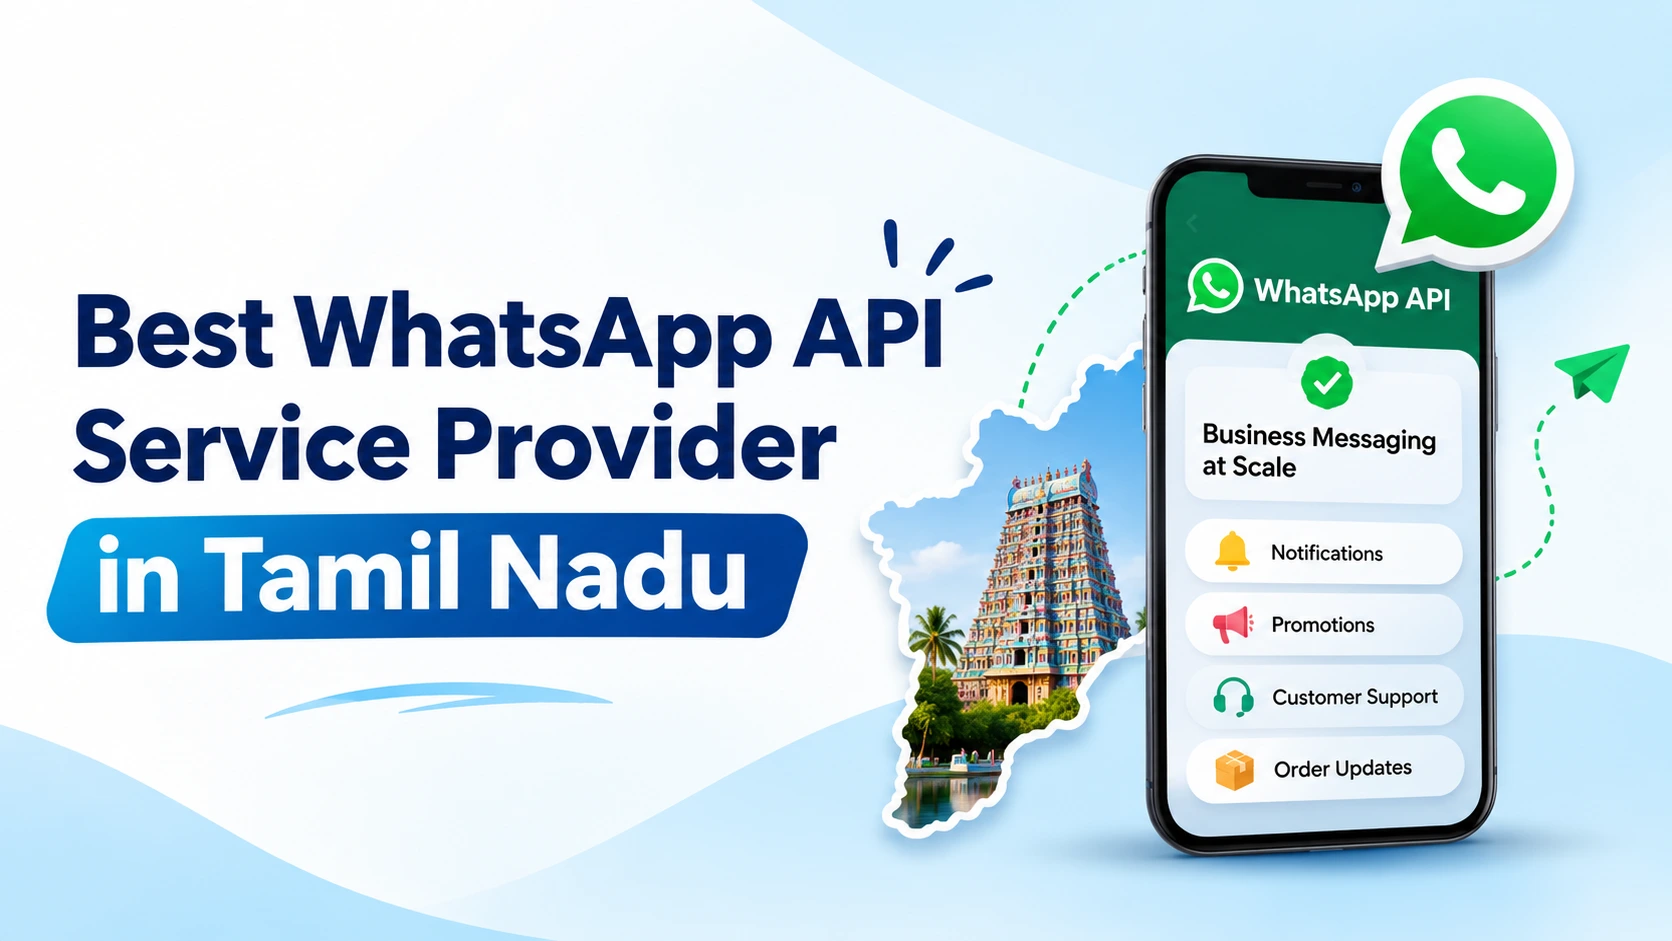 Best WhatsApp API
Service Provider
in Tamil Nadu
WhatsApp API
Business Messaging
at Scale
Notifications
Promotions
Customer Support
Order Updates